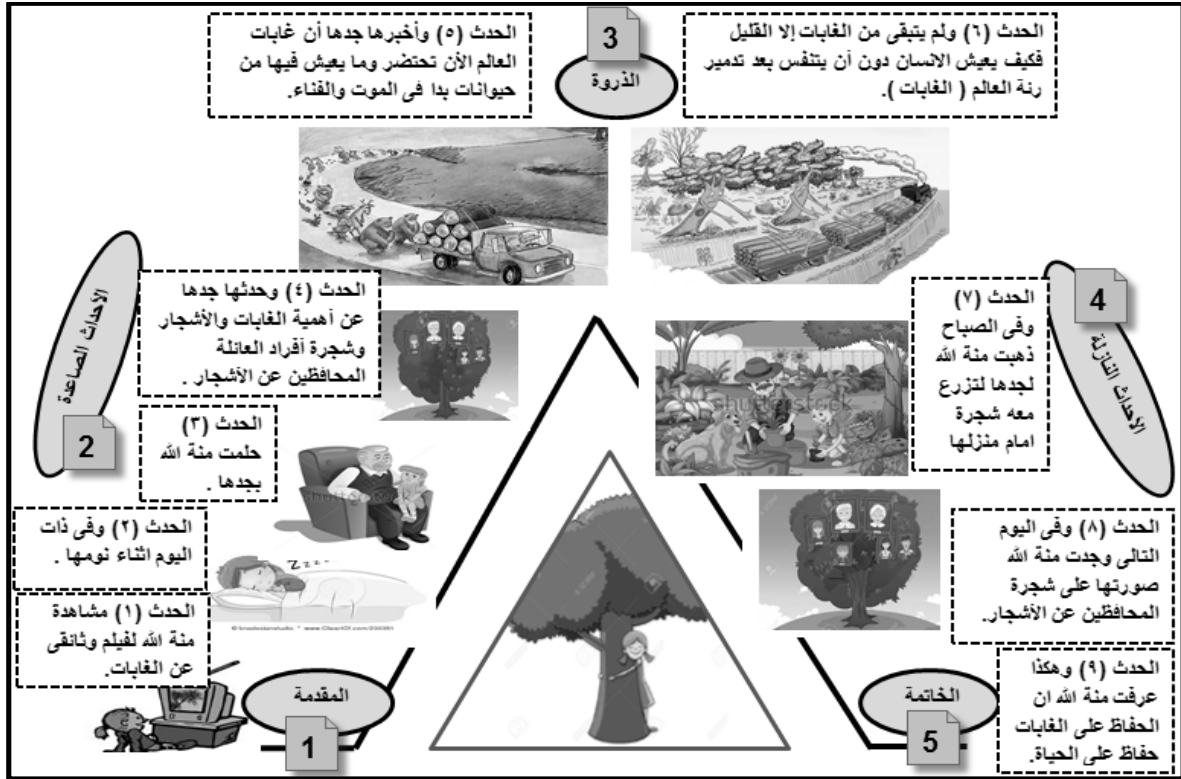 الحدث (٥) وأخبرها جدها أن غابات
العالم الأن تحتضر وما يعيش فيها من
حيوانات بدا فى الموت والفناء.
3
الذروة
الحدث (٦) ولم يتبقى من الغابات إلا القليل
فكيف يعيش الانسان دون أن يتنفس بعد تدمير
رئة العالم ( الغابات ).
الأحداث الصاعدة
2
الحدث (٤) وحدثها جدها
عن أهمية الغابات والأشجار
وشجرة أفراد العائلة
المحافظين عن الأشجار .
الحدث (٣)
حلمت منة الله
بجدها .
الحدث (٢) وفى ذات
اليوم اثناء نومها .
الحدث (١) مشاهدة
منة الله لفيلم وثائقى
عن الغابات.
المقدمة
1
4
الأحداث النازلة
الحدث (٧)
وفى الصباح
ذهبت منة الله
لجدها لتزرع
معه شجرة
امام منزلها
shutterstock
الحدث (٨) وفى اليوم
التالى وجدت منة الله
صورتها على شجرة
المحافظين عن الأشجار.
الحدث (٩) وهكذا
عرفت منة الله ان
الحفاظ على الغابات
حفاظ على الحياة.
الخاتمة
5